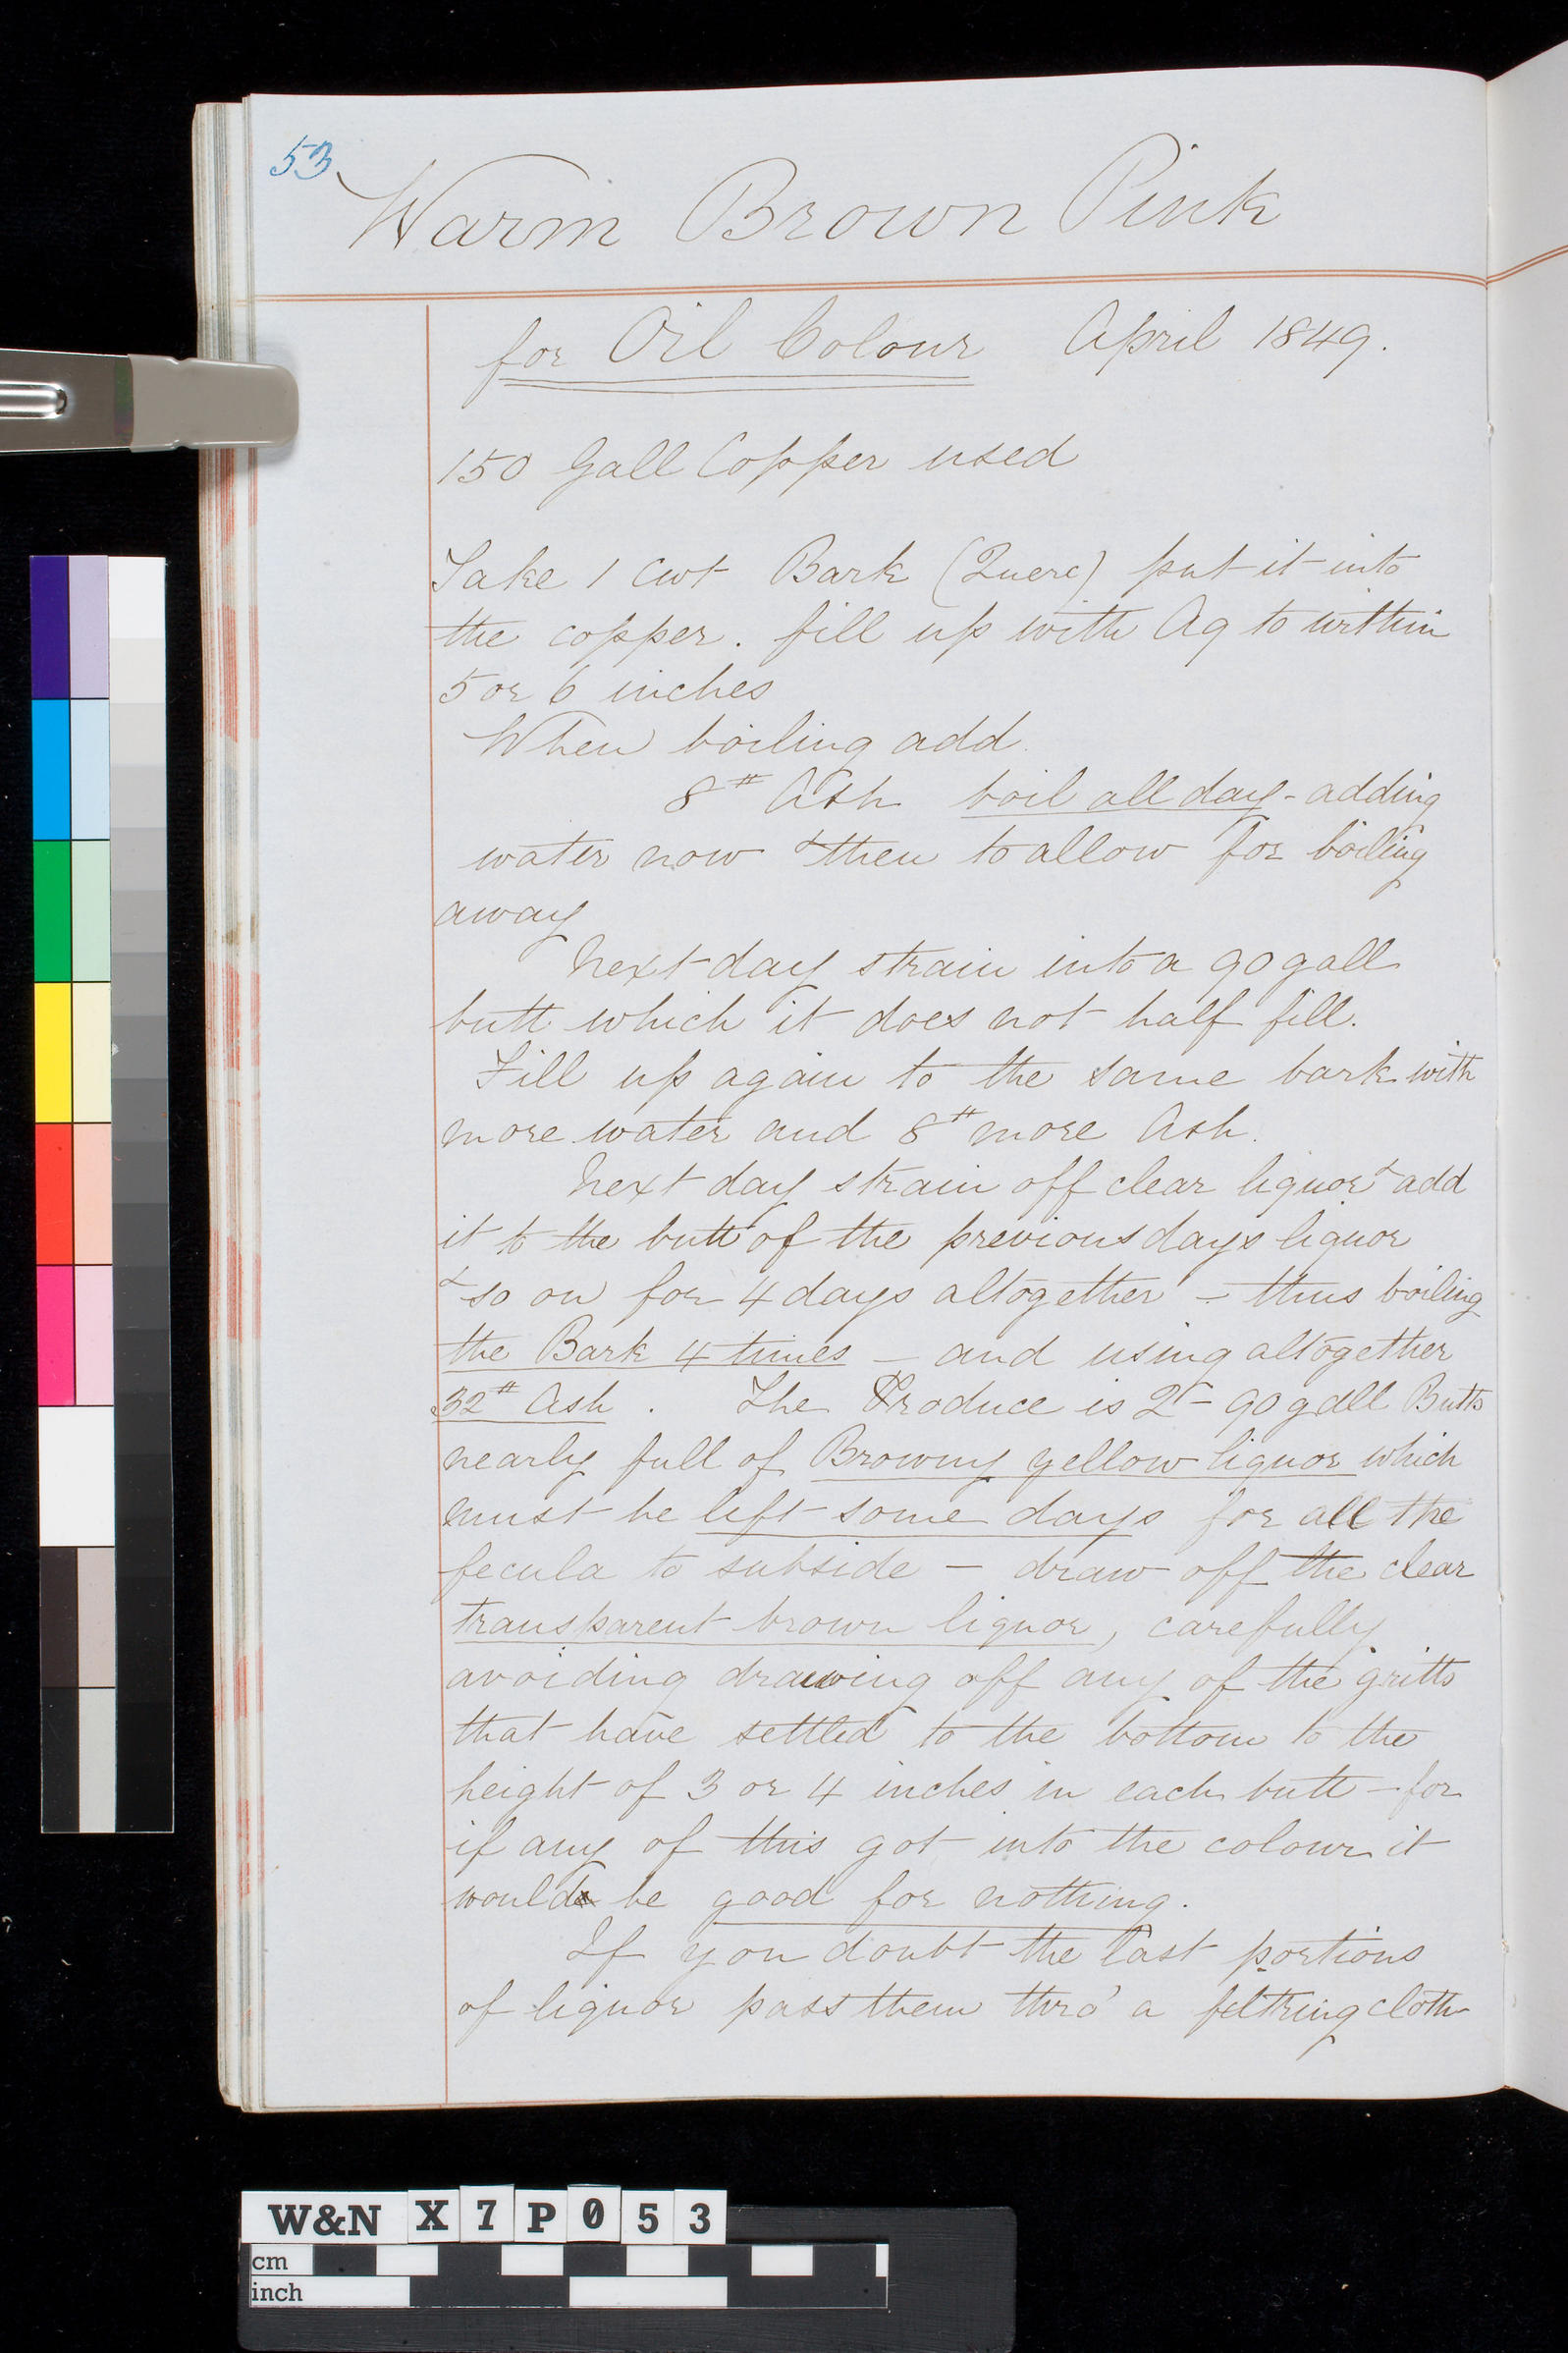 53
Warm Brown Pink
for Oil Colour April 1849.
150 Gall Copper used
Take 1 Cwt Bark (Querc) put it into
the copper. fill up with Aq to within
5 or 6 inches
When boiling add
8# Ash boil all day - adding
water now & then to allow for boiling
away
Next day strain into a 90 gall
butt which it does not half fill.
Fill up again to the same bark with
more water and 8# more Ash.
Next day strain off clear liquor & add
it to the butt of the previous days liquor
& so on for 4 days altogether - thus boiling
the Bark 4 times - and using altogether
32# Ash. The Produce is 2 - 90 gall Butts
nearly full of Browny yellow liquor which
must be left some days for all the
fecula to subside - draw off the clear
transparent brown liquor, carefully
avoiding drawing off any of the gritts
that have settled to the bottom to the
height of 3 or 4 inches in each butt - for
if any of this got into the colour it
would be good for nothing.
If you doubt the last portions
of liquor pass them thro' a filtring cloth
W&N X7P053
cm
inch